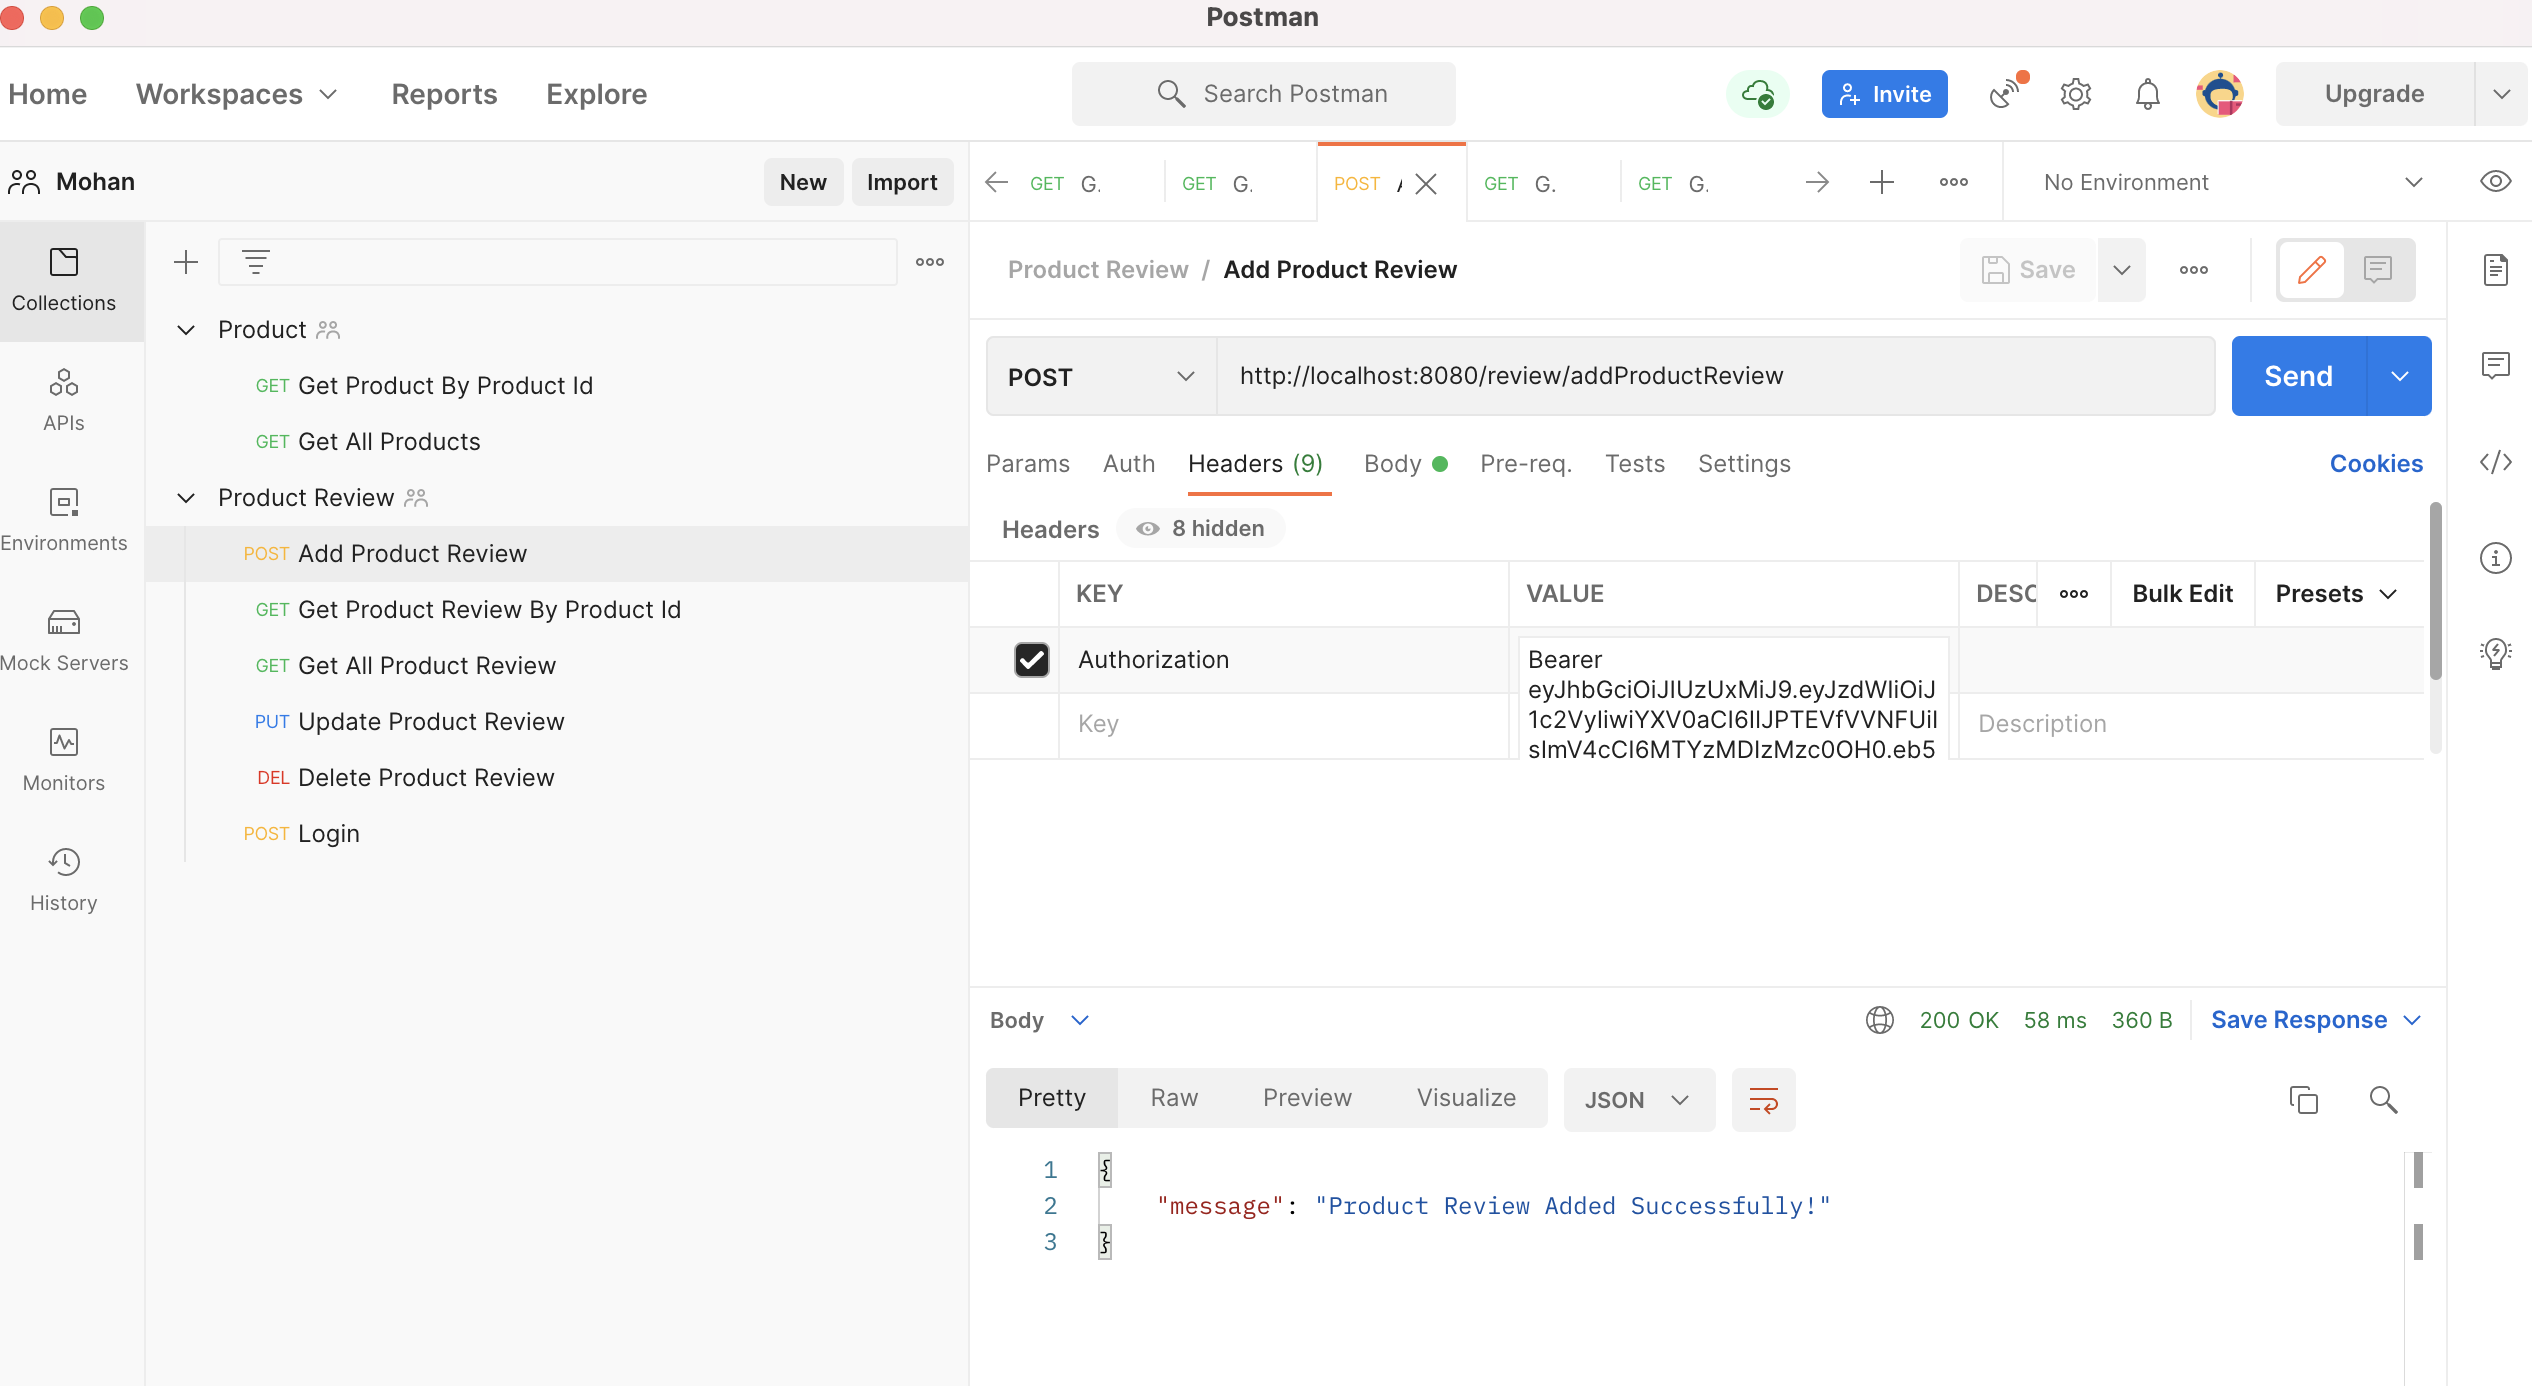 Postman
Home Workspaces Reports Explore Search Postman Invite Upgrade
Mohan New Import GET G. GET G. POST GET G. GET G. No Environment
Collections
APIs
Environments
Mock Servers
Monitors
History
Product
GET Get Product By Product Id
GET Get All Products
Product Review
POST Add Product Review
GET Get Product Review By Product Id
GET Get All Product Review
PUT Update Product Review
DEL Delete Product Review
POST Login
Product Review / Add Product Review Save
POST http://localhost:8080/review/addProductReview Send
Params Auth Headers (9) Body Pre-req. Tests Settings Cookies
Headers 8 hidden
KEY VALUE DESC Bulk Edit Presets
Authorization Bearer
eyJhbGciOiJIUzUxMiJ9.eyJzdWIiOiJ
1c2VyIiwiYXV0aCI6IlJPTEVfVVNFUiI
sImV4cCI6MTYzMDIzMzc0OH0.eb5
Key Description
Body 200 OK 58 ms 360 B Save Response
Pretty Raw Preview Visualize JSON
1 {
2 "message": "Product Review Added Successfully!"
3 }